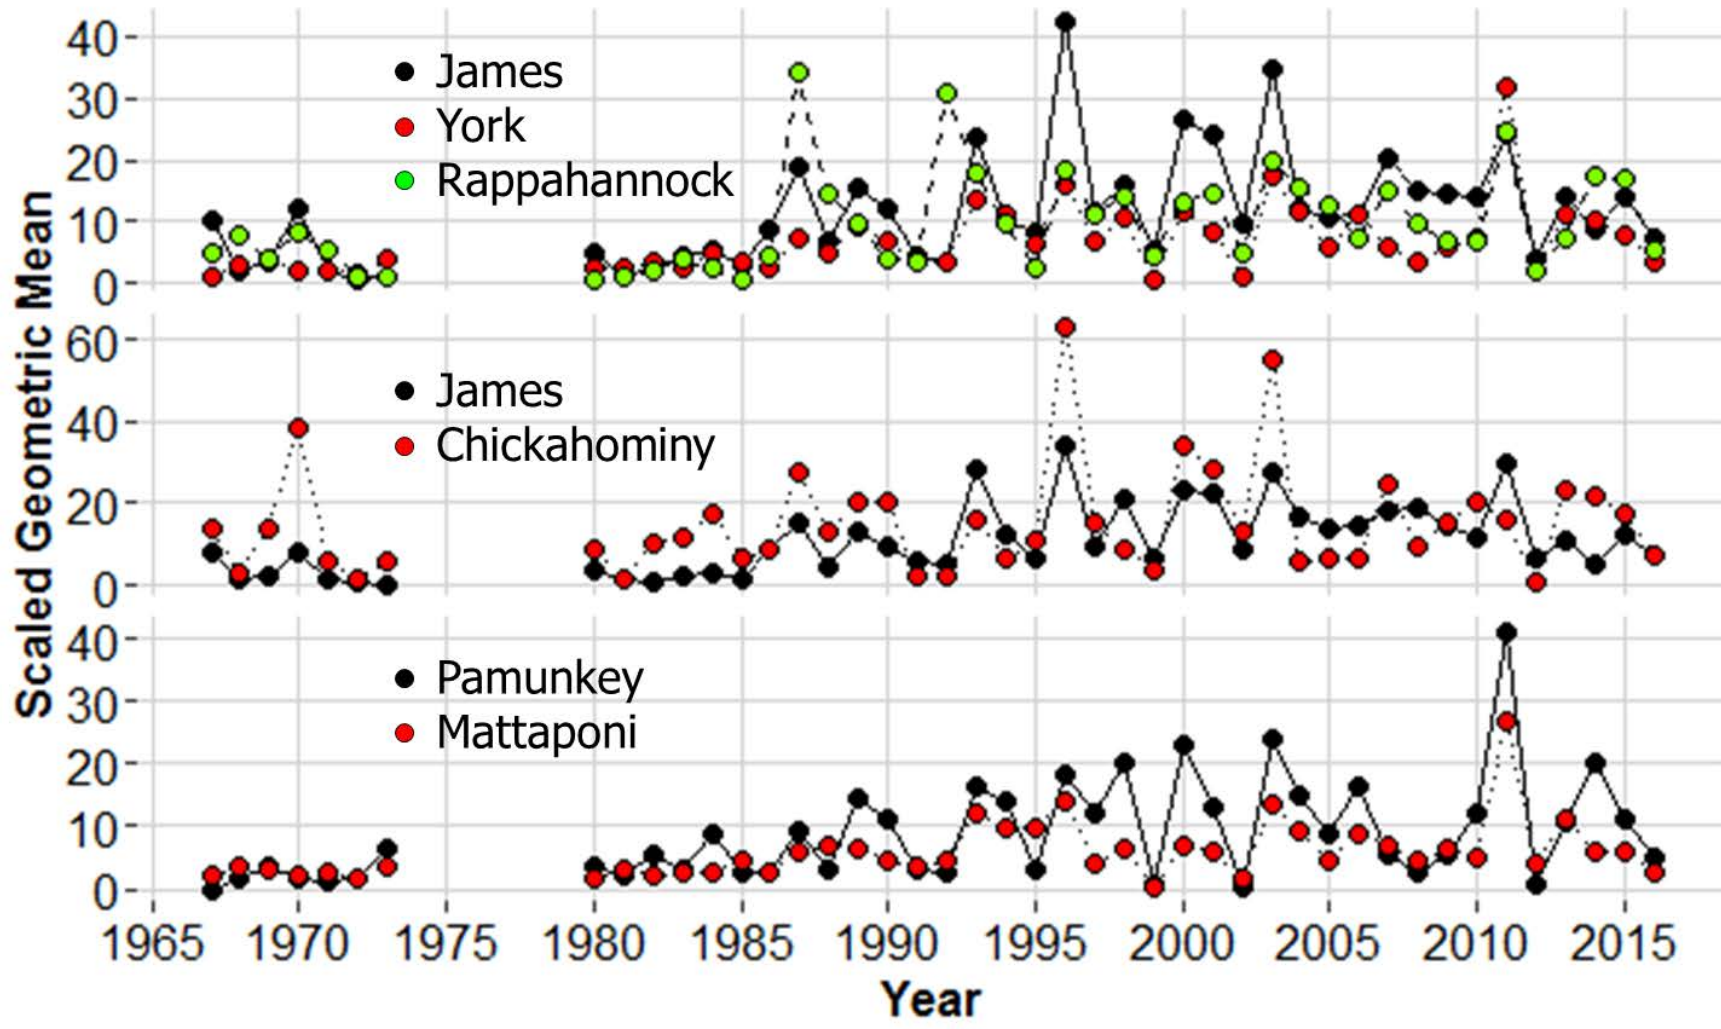 40
30
20
10
0
James
York
Rappahannock
60
40
20
0
James
Chickahominy
40
30
20
10
0
Pamunkey
Mattaponi
Scaled Geometric Mean
1965 1970 1975 1980 1985 1990 1995 2000 2005 2010 2015
Year